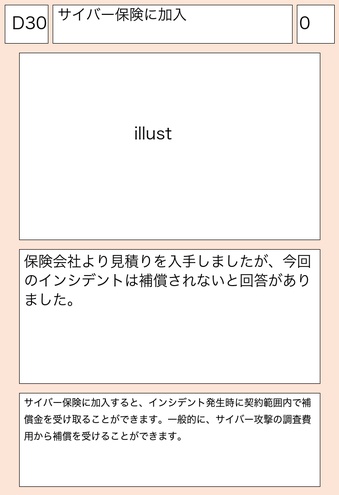 D30
サイバー保険に加入
0
illust
保険会社より見積りを入手しましたが、今回
のインシデントは補償されないと回答があり
ました。
サイバー保険に加入すると、インシデント発生時に契約範囲内で補
償金を受け取ることができます。一般的に、サイバー攻撃の調査費
用から補償を受けることができます。